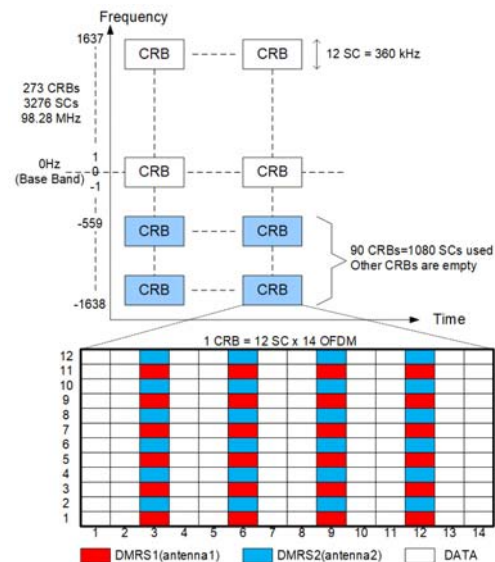 Frequency
1637
CRB
CRB
12 SC = 360 kHz
273 CRBs
3276 SCs
98.28 MHz
0Hz
(Base Band)
1
0
-1
CRB
CRB
-559
CRB
CRB
90 CRBs=1080 SCs used
Other CRBs are empty
-1638
CRB
CRB
Time
1 CRB = 12 SC x 14 OFDM
12
11
10
9
8
7
6
5
4
3
2
1
1 2 3 4 5 6 7 8 9 10 11 12 13 14
DMRS1(antenna1) DMRS2(antenna2) DATA